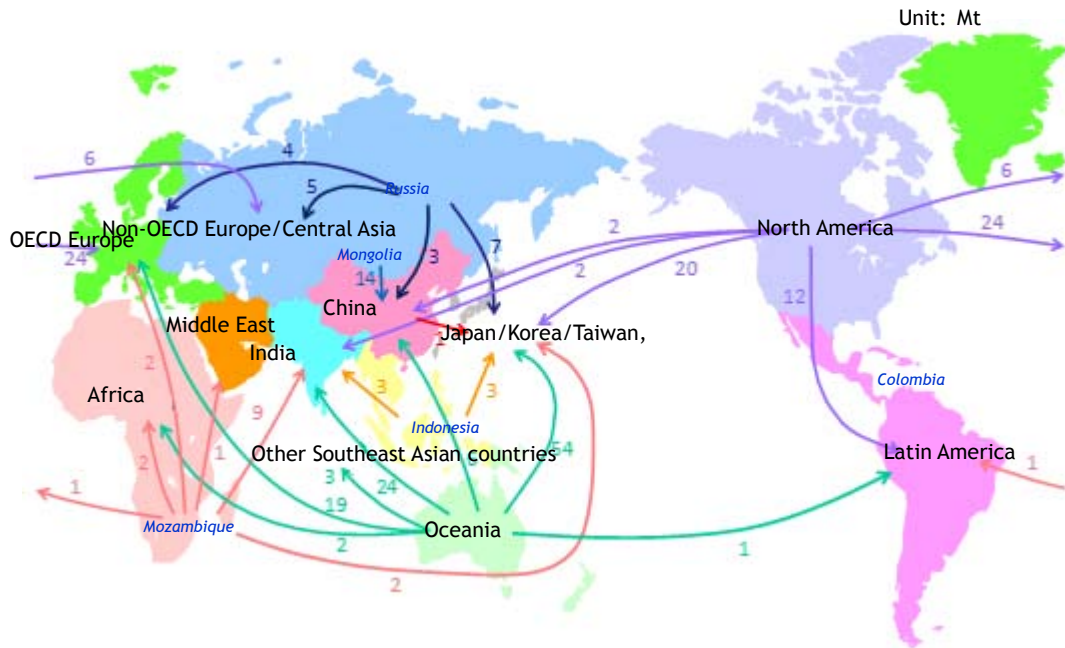 Unit: Mt
6
4
5
Russia
6
Non-OECD Europe/Central Asia
2
North America
24
OECD Europe
24
Mongolia
3
7
2
20
14
12
China
Middle East
Japan/Korea/Taiwan,
India
2
Africa
3
3
Colombia
9
Indonesia
1
54
2
Other Southeast Asian countries
Latin America
1
3
24
1
19
Mozambique
Oceania
2
1
2